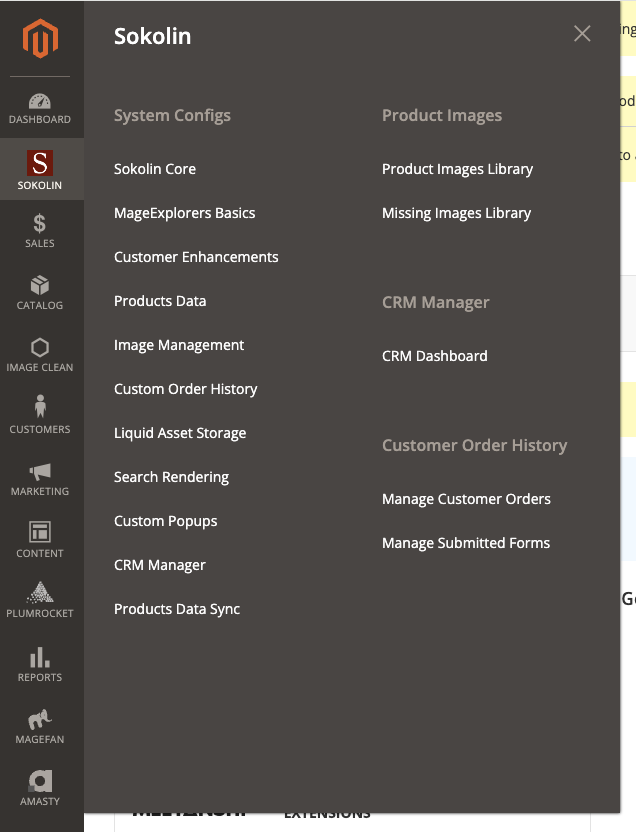 DASHBOARD
S
SOKOLIN
SALES
CATALOG
IMAGE CLEAN
CUSTOMERS
MARKETING
CONTENT
PLUMROCKET
REPORTS
MAGEFAN
AMASTY
Sokolin
System Configs
Sokolin Core
MageExplorers Basics
Customer Enhancements
Products Data
Image Management
Custom Order History
Liquid Asset Storage
Search Rendering
Custom Popups
CRM Manager
Products Data Sync
Product Images
Product Images Library
Missing Images Library
CRM Manager
CRM Dashboard
Customer Order History
Manage Customer Orders
Manage Submitted Forms
ing
od
to
G
EXTENSIONS